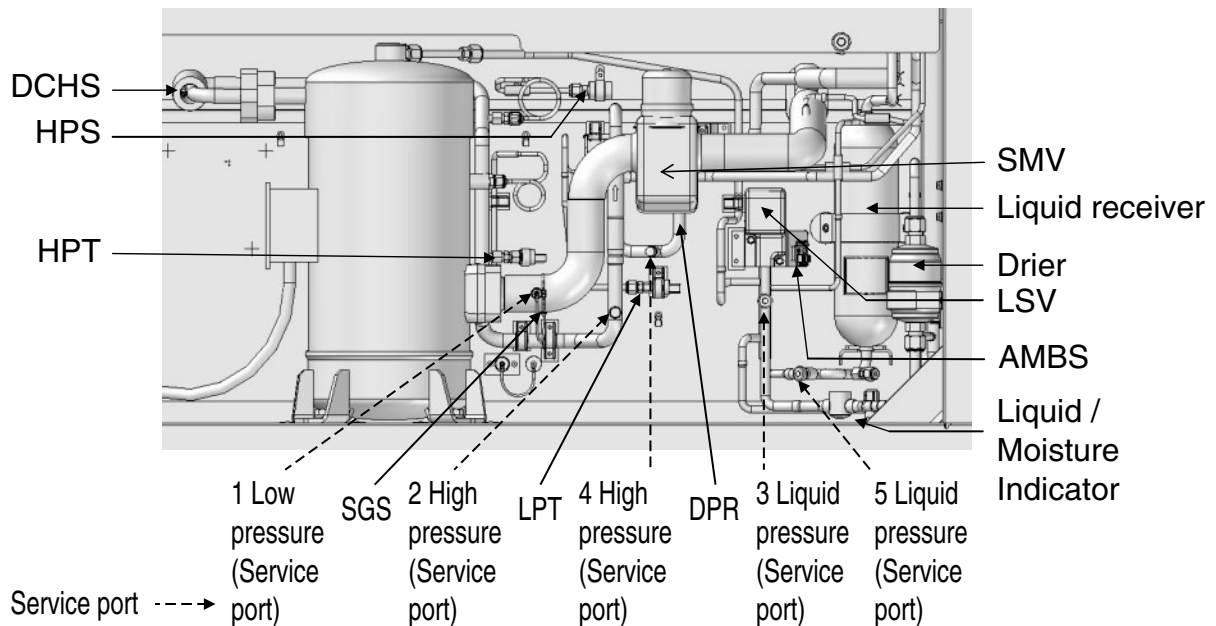 DCHS
HPS
HPT
SMV
Liquid receiver
Drier
LSV
AMBS
Liquid /
Moisture
Indicator
1 Low
pressure
(Service
port)
SGS
2 High
pressure
(Service
port)
LPT
4 High
pressure
(Service
port)
DPR
3 Liquid
pressure
(Service
port)
5 Liquid
pressure
(Service
port)
Service port